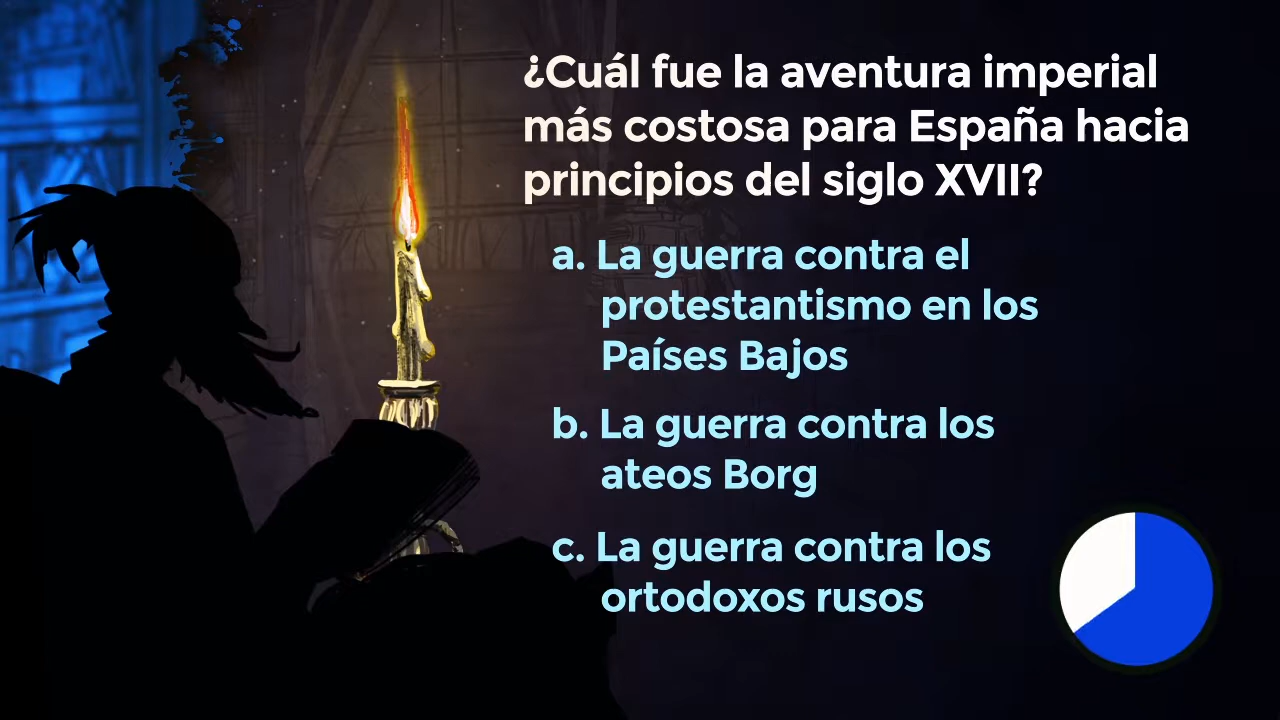 ¿Cuál fue la aventura imperial
más costosa para España hacia
principios del siglo XVII?
a. La guerra contra el
protestantismo en los
Países Bajos
b. La guerra contra los
ateos Borg
c. La guerra contra los
ortodoxos rusos